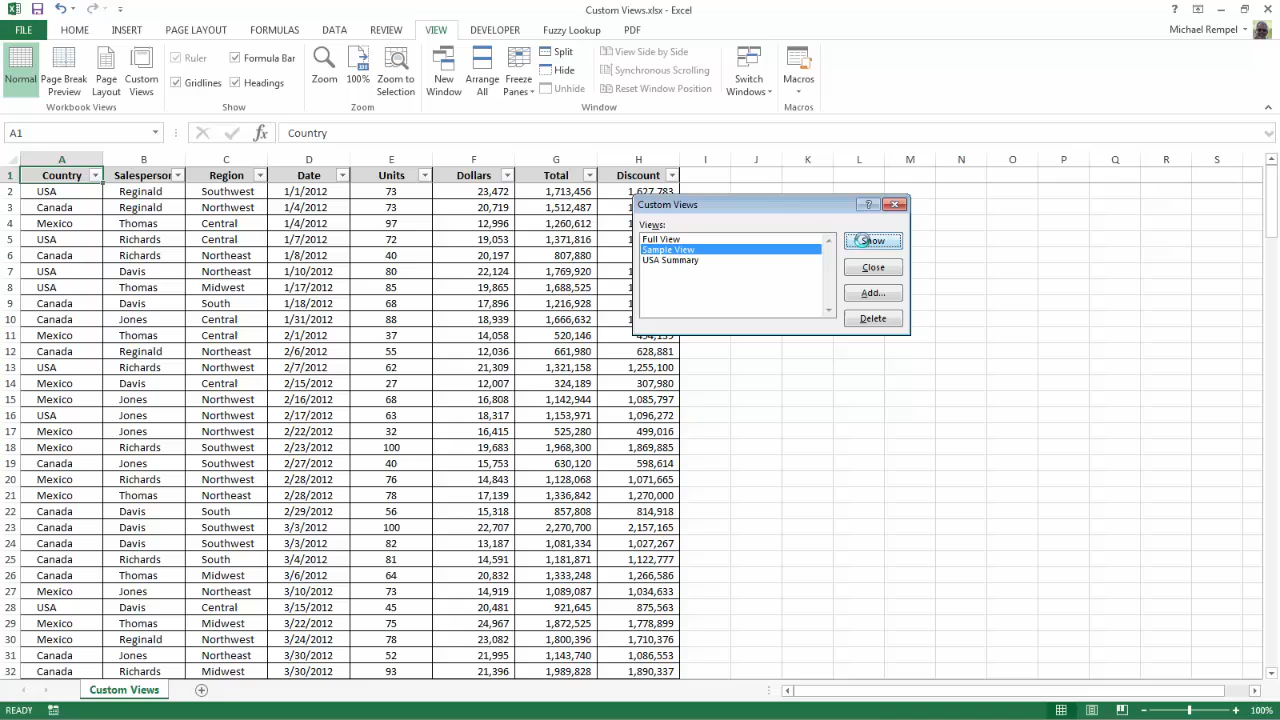 Custom Views.xlsx - Excel
FILE HOME INSERT PAGE LAYOUT FORMULAS DATA REVIEW VIEW DEVELOPER Fuzzy Lookup PDF Michael Rempel
Normal Page Break Preview Page Layout Custom Views
Ruler Formula Bar
Gridlines Headings
Zoom 100% Zoom to Selection
New Window Arrange All Freeze Panes
Split
Hide
Unhide
View Side by Side
Synchronous Scrolling
Reset Window Position
Switch Windows Macros
Workbook Views Show Zoom Window Macros
A1 fx Country
A B C D E F G H I J K L M N O P Q R S
1 Country Salesperson Region Date Units Dollars Total Discount
2 USA Reginald Southwest 1/1/2012 73 23,472 1,713,456 1,627,783
3 Canada Reginald Northwest 1/4/2012 73 20,719 1,512,487
4 Mexico Thomas Central 1/4/2012 97 12,996 1,260,612
5 USA Richards Central 1/7/2012 72 19,053 1,371,816
6 Canada Richards Northeast 1/8/2012 40 20,197 807,880
7 USA Davis Northwest 1/10/2012 80 22,124 1,769,920
8 USA Thomas Midwest 1/17/2012 85 19,865 1,688,525
9 Canada Davis South 1/18/2012 68 17,896 1,216,928
10 Canada Jones Central 1/31/2012 88 18,939 1,666,632
11 Mexico Thomas Central 2/1/2012 37 14,058 520,146
12 Canada Reginald Northeast 2/6/2012 55 12,036 661,980 628,881
13 USA Richards Northeast 2/7/2012 62 21,309 1,321,158 1,255,100
14 Mexico Davis Central 2/15/2012 27 12,007 324,189 307,980
15 Mexico Jones Northwest 2/16/2012 68 16,808 1,142,944 1,085,797
16 USA Jones Northwest 2/17/2012 63 18,317 1,153,971 1,096,272
17 Mexico Jones Northwest 2/22/2012 32 16,415 525,280 499,016
18 Mexico Richards Southwest 2/23/2012 100 19,683 1,968,300 1,869,885
19 Canada Jones Southwest 2/27/2012 40 15,753 630,120 598,614
20 Mexico Richards Northwest 2/28/2012 76 14,843 1,128,068 1,071,665
21 Mexico Thomas Northeast 2/28/2012 78 17,139 1,336,842 1,270,000
22 Canada Davis South 2/29/2012 56 15,318 857,808 814,918
23 Canada Davis Southwest 3/3/2012 100 22,707 2,270,700 2,157,165
24 Canada Davis Southwest 3/3/2012 82 13,187 1,081,334 1,027,267
25 Canada Richards South 3/4/2012 81 14,591 1,181,871 1,122,777
26 Canada Thomas Midwest 3/6/2012 64 20,832 1,333,248 1,266,586
27 Mexico Jones Northeast 3/10/2012 73 14,919 1,089,087 1,034,633
28 USA Davis Central 3/15/2012 45 20,481 921,645 875,563
29 Mexico Thomas Midwest 3/22/2012 75 24,967 1,872,525 1,778,899
30 Mexico Reginald Northwest 3/24/2012 78 23,082 1,800,396 1,710,376
31 Canada Jones Northeast 3/30/2012 52 21,995 1,143,740 1,086,553
32 Canada Richards Midwest 3/30/2012 93 21,396 1,989,828 1,890,337
Custom Views
Views:
Full View
Sample View
USA Summary
Show
Close
Add...
Delete
Custom Views
READY 100%